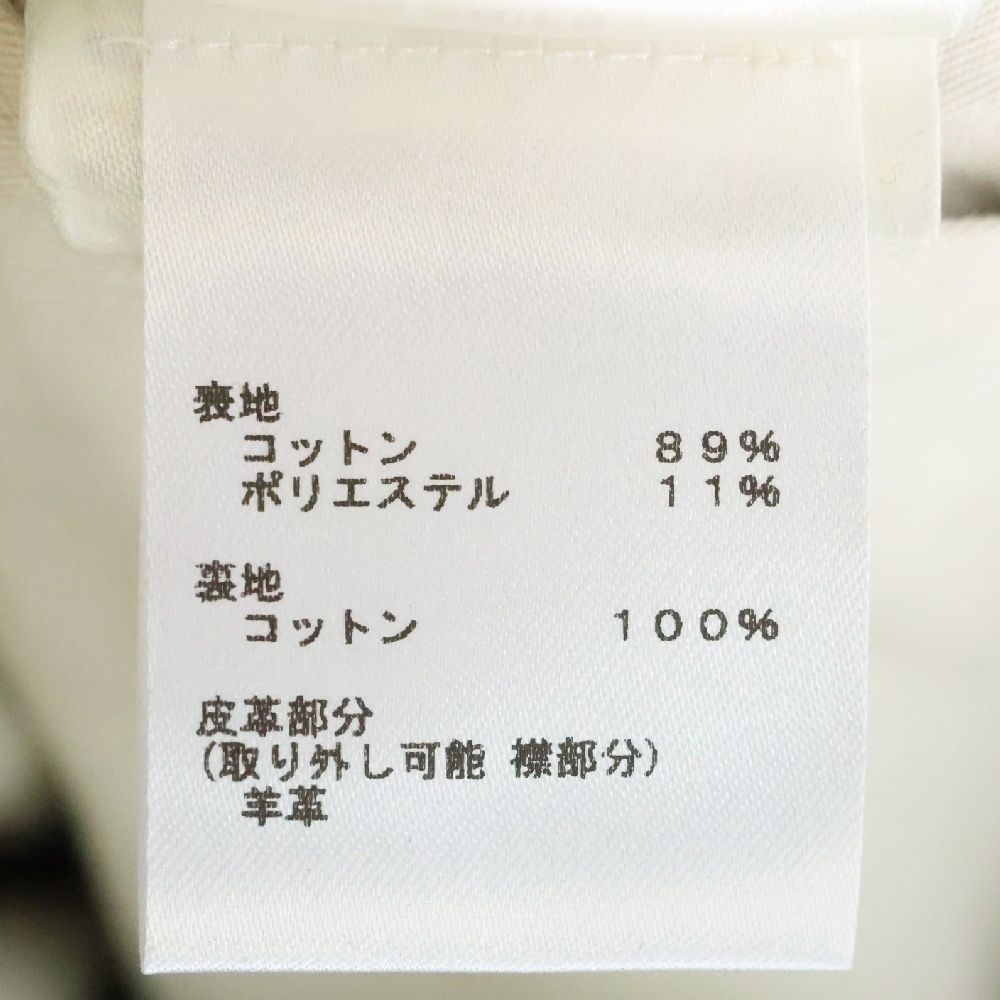 表地
コットン 89%
ポリエステル 11%
裏地
コットン 100%
皮革部分
(取り外し可能 襟部分)
羊革